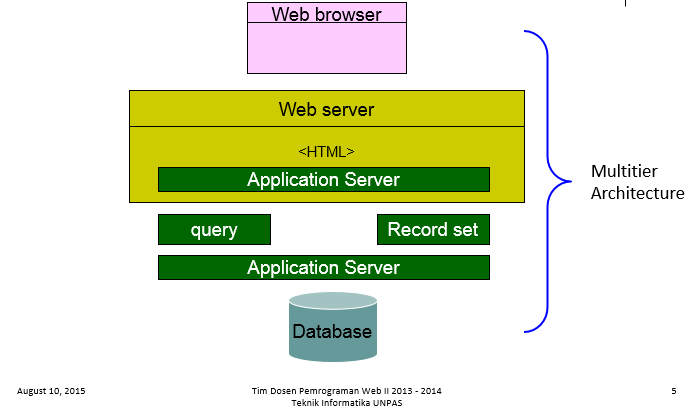 Web browser
Web server
<HTML>
Application Server
query
Record set
Application Server
Database
Multitier
Architecture
August 10, 2015
Tim Dosen Pemrograman Web II 2013 - 2014
Teknik Informatika UNPAS
5